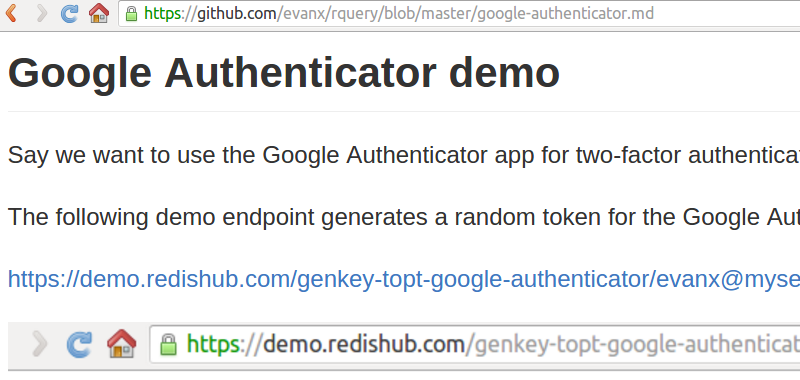 https://github.com/evanx/rquery/blob/master/google-authenticator.md
Google Authenticator demo
Say we want to use the Google Authenticator app for two-factor authentica
The following demo endpoint generates a random token for the Google Aut
https://demo.redishub.com/genkey-topt-google-authenticator/evanx@myse
https://demo.redishub.com/genkey-topt-google-authenticat